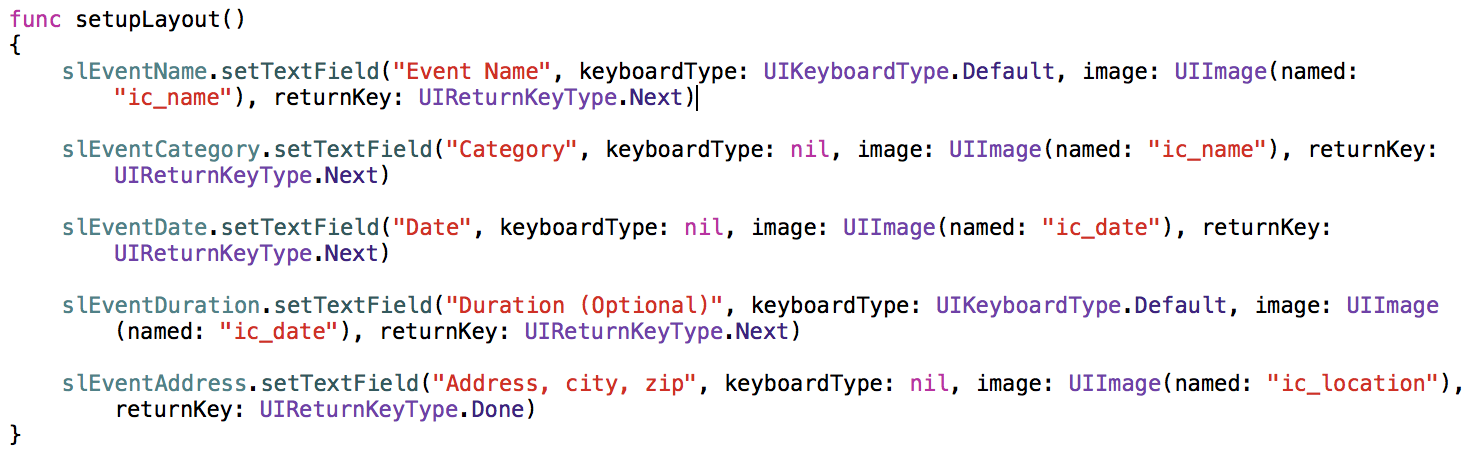 func setupLayout()
{
    slEventName.setTextField("Event Name", keyboardType: UIKeyboardType.Default, image: UIImage(named:
        "ic_name"), returnKey: UIReturnKeyType.Next)
    slEventCategory.setTextField("Category", keyboardType: nil, image: UIImage(named: "ic_name"), returnKey:
        UIReturnKeyType.Next)
    slEventDate.setTextField("Date", keyboardType: nil, image: UIImage(named: "ic_date"), returnKey:
        UIReturnKeyType.Next)
    slEventDuration.setTextField("Duration (Optional)", keyboardType: UIKeyboardType.Default, image: UIImage
        (named: "ic_date"), returnKey: UIReturnKeyType.Next)
    slEventAddress.setTextField("Address, city, zip", keyboardType: nil, image: UIImage(named: "ic_location"),
        returnKey: UIReturnKeyType.Done)
}